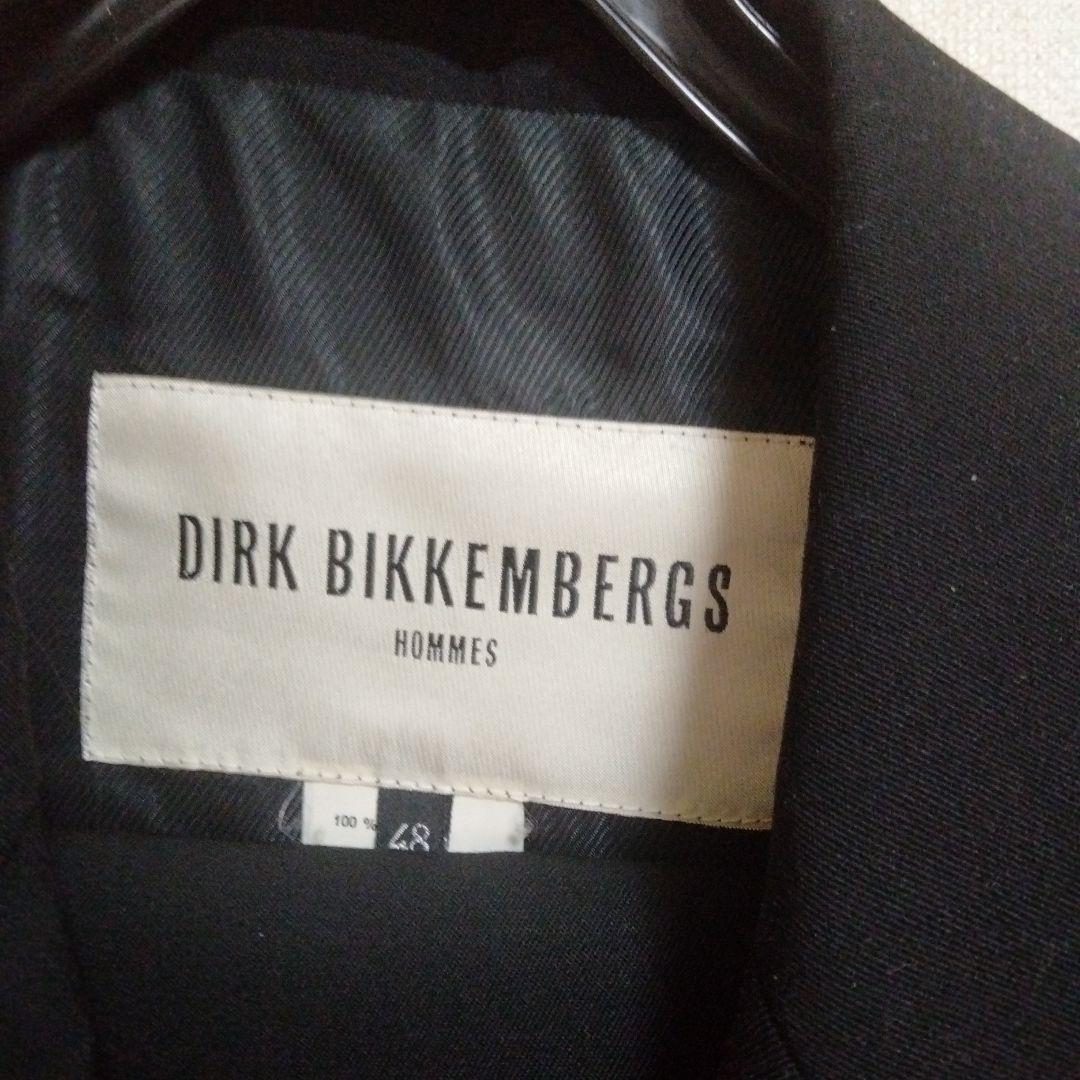 DIRK BIKKEMBERGS
HOMMES
100 % 48